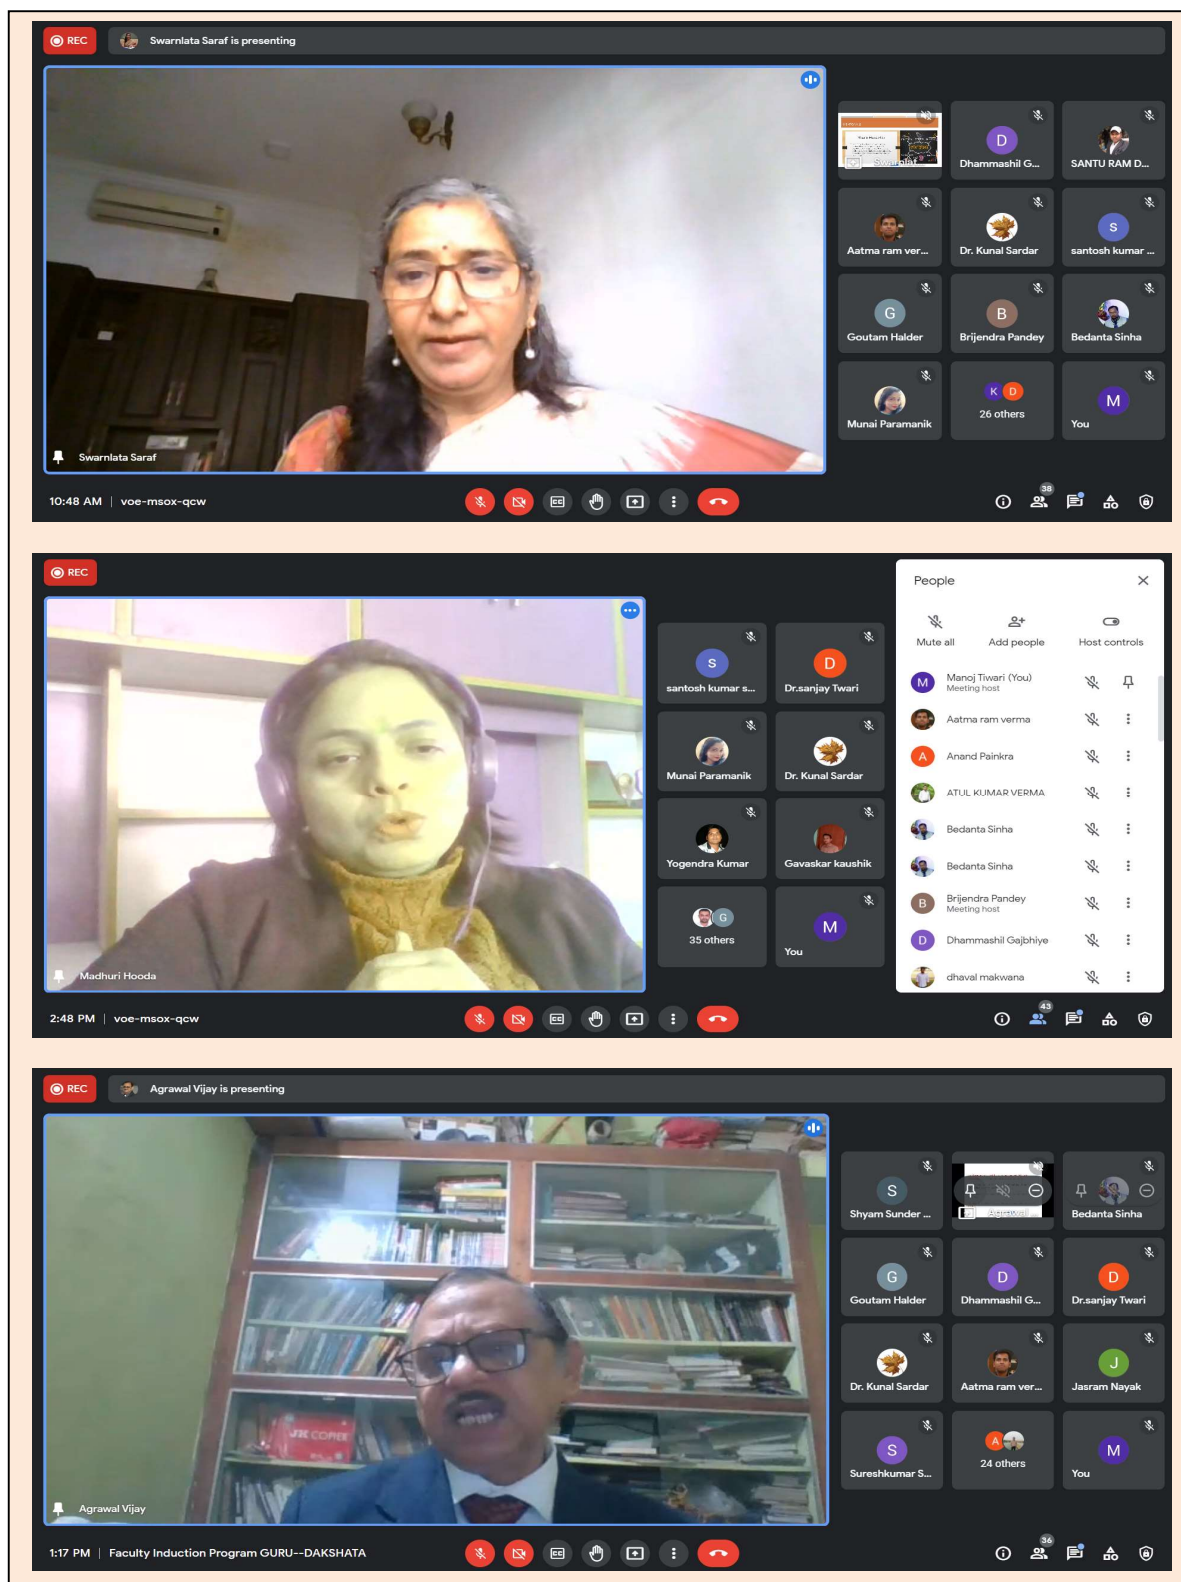 REC
Swarnlata Saraf is presenting
Swarnlaf
D
Dhammashil G...
SANTU RAM D...
Aatma ram ver...
Dr. Kunal Sardar
S
santosh kumar ...
G
Goutam Halder
B
Brijendra Pandey
Bedanta Sinha
Munai Paramanik
K D
26 others
M
You
Swarnlata Saraf
10:48 AM | voe-msox-qcw
CC
38
REC
People
Mute all
Add people
Host controls
S
santosh kumar s...
D
Dr.sanjay Twari
Munai Paramanik
Dr. Kunal Sardar
Yogendra Kumar
Gavaskar kaushik
G
35 others
M
You
M
Manoj Tiwari (You)
Meeting host
Aatma ram verma
A
Anand Painkra
ATUL KUMAR VERMA
Bedanta Sinha
Bedanta Sinha
B
Brijendra Pandey
Meeting host
D
Dhammashil Gajbhiye
dhaval makwana
Madhuri Hooda
2:48 PM | voe-msox-qcw
CC
43
REC
Agrawal Vijay is presenting
S
Shyam Sunder ...
Agrawal
Bedanta Sinha
G
Goutam Halder
D
Dhammashil G...
D
Dr.sanjay Twari
Dr. Kunal Sardar
Aatma ram ver...
J
Jasram Nayak
S
Sureshkumar S...
A
24 others
M
You
JK COPIER
Agrawal Vijay
1:17 PM | Faculty Induction Program GURU--DAKSHATA
CC
36